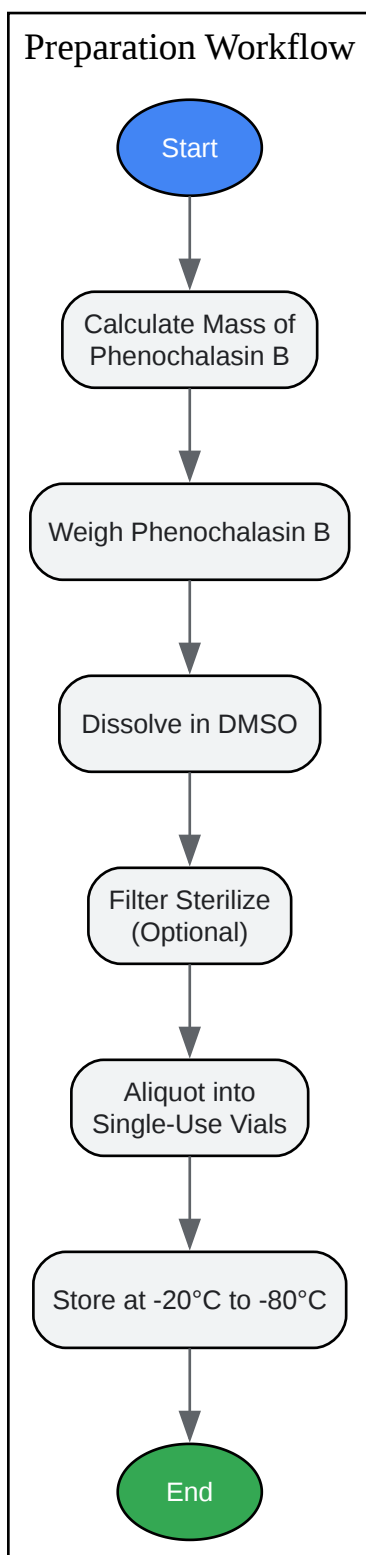 Preparation Workflow
Start
Calculate Mass of
Phenochalasin B
Weigh Phenochalasin B
Dissolve in DMSO
Filter Sterilize
(Optional)
Aliquot into
Single-Use Vials
Store at -20°C to -80°C
End